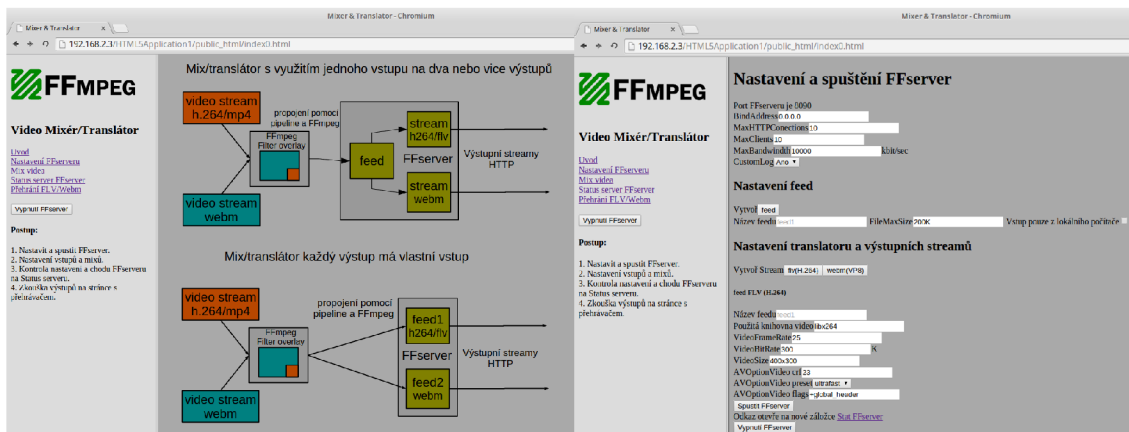 Mixer & Translator - Chromium
Mixer & Translator
192.168.2.3/HTML5Application1/public_html/index0.html
FFMPEG
Video Mixér/Translátor
Uvod
Nastavení FFserveru
Mix videa
Status server FFserver
Přehrání FLV/Webm
Vypnutí FFserver
Postup:
1. Nastavit a spustit FFserver.
2. Nastavení vstupů a mixů.
3. Kontrola nastavení a chodu FFserveru
na Status serveru.
4. Zkouška výstupů na stránce s
přehrávačem.
Mix/translátor s využitím jednoho vstupu na dva nebo vice výstupů
video stream
h.264/mp4
propojení pomocí
pipeline a FFmpeg
FFmpeg
Filter overlay
feed
stream
h264/flv
FFserver
stream
webm
Výstupní streamy
HTTP
video stream
webm
Mix/translátor každý výstup má vlastní vstup
video stream
h.264/mp4
propojení pomocí
pipeline a FFmpeg
FFmpeg
Filter overlay
feed1
h264/flv
FFserver
feed2
webm
Výstupní streamy
HTTP
video stream
webm
Mixer & Translator - Chromium
Mixer & Translator
192.168.2.3/HTML5Application1/public_html/index0.html
FFMPEG
Video Mixér/Translátor
Uvod
Nastavení FFserveru
Mix videa
Status server FFserver
Přehrání FLV/Webm
Vypnutí FFserver
Postup:
1. Nastavit a spustit FFserver.
2. Nastavení vstupů a mixů.
3. Kontrola nastavení a chodu FFserveru
na Status serveru.
4. Zkouška výstupů na stránce s
přehrávačem.
Nastavení a spuštění FFserver
Port FFserveru je 8090
BindAddress 0.0.0.0
MaxHTTPConections 10
MaxClients 10
MaxBandwidth 10000 kbit/sec
CustomLog Ano
Nastavení feed
Vytvoř feed
Název feedu feed1 FileMaxSize 200K Vstup pouze z lokálního počítače
Nastavení translatoru a výstupních streamů
Vytvoř Stream flv(H.264) webm(VP8)
feed FLV (H.264)
Název feedu feed1
Použitá knihovna video libx264
VideoFrameRate 25
VideoBitRate 300 K
VideoSize 400x300
AVOptionVideo crf 23
AVOptionVideo preset ultrafast
AVOptionVideo flags +global_header
Spustit FFserver
Odkaz otevře na nové záložce Stat FFserver
Vypnutí FFserver